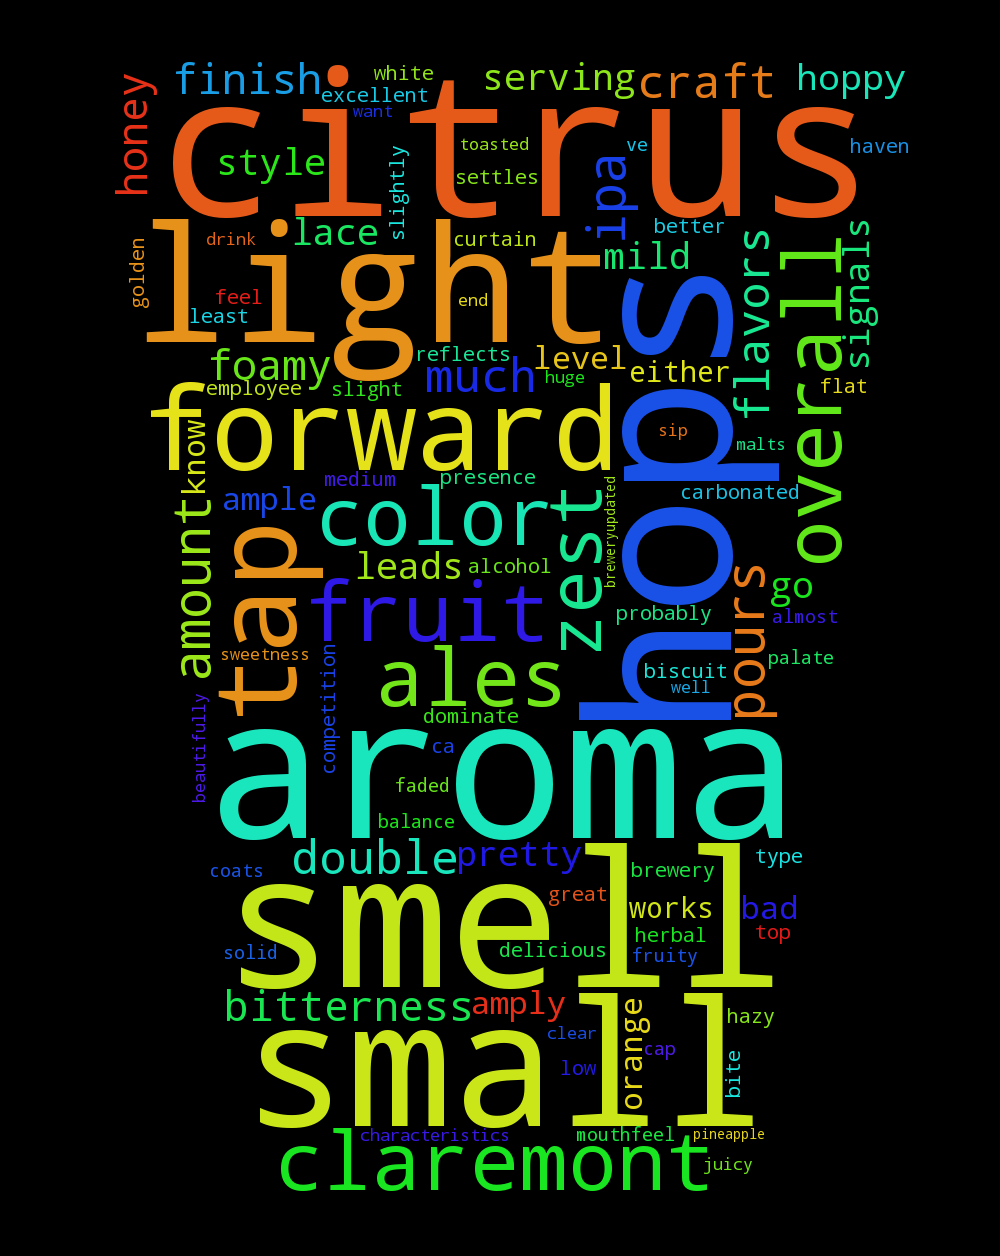 finish
white
serving
craft
hoppy
honey
excellent
want
citrus
style
slightly
toasted
settles
ve
ipa
haven
golden
drink
lace
curtain
better
mild
light
feel
least
end
hops
flavors
overall
signals
foamy
reflects
level
much
huge
either
employee
slight
flat
forward
know
sip
malts
medium
presence
ample
color
carbonated
amount
tap
zest
breweryupdated
leads
alcohol
pours
go
fruit
probably
almost
sweetness
competition
ales
biscuit
well
palate
beautifully
dominate
ca
aroma
faded
balance
double
pretty
coats
brewery
type
smell
great
works
bad
herbal
top
solid
delicious
fruity
bitterness
amply
orange
hazy
small
clear
low
cap
bite
characteristics
mouthfeel
pineapple
claremont
juicy